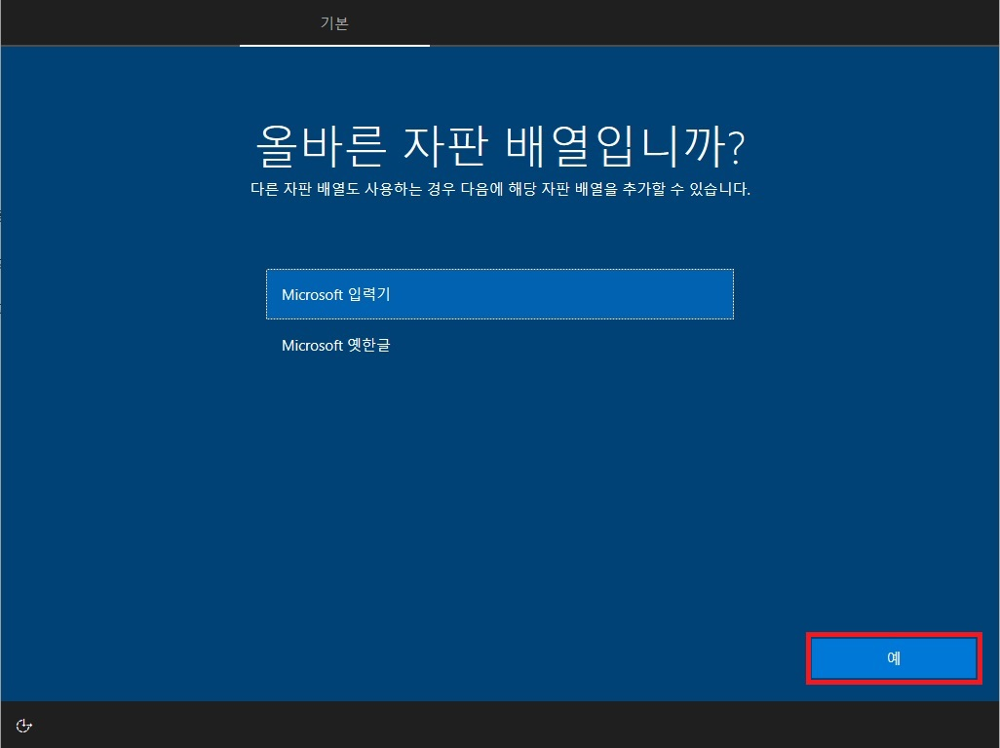 기본
올바른 자판 배열입니까?
다른 자판 배열도 사용하는 경우 다음에 해당 자판 배열을 추가할 수 있습니다.
Microsoft 입력기
Microsoft 옛한글
예